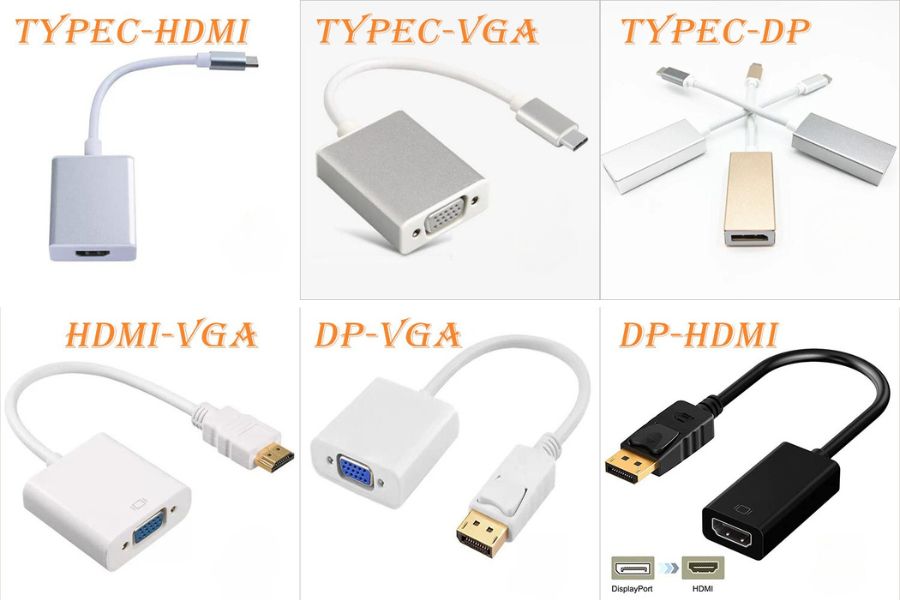 TYPEC-HDMI
TYPEC-VGA
TYPEC-DP
HDMI-VGA
DP-VGA
DP-HDMI
DisplayPort
HDMI